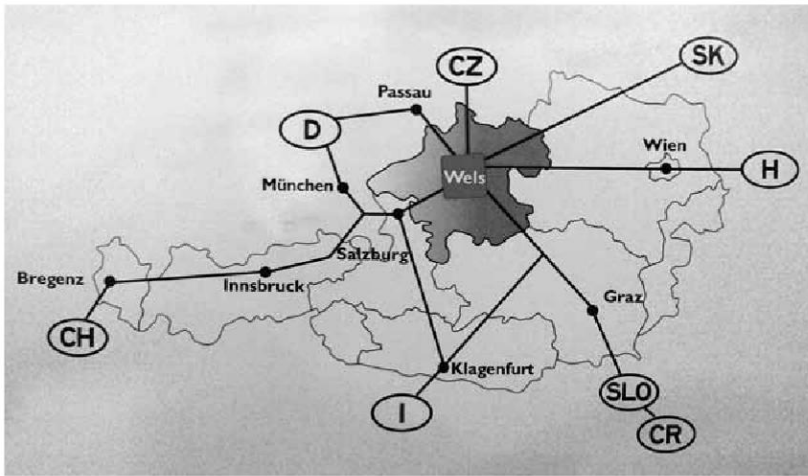 CZ
SK
Passau
D
Wien
Wels
H
München
Salzburg
Bregenz
Innsbruck
Graz
CH
Klagenfurt
SLO
I
CR